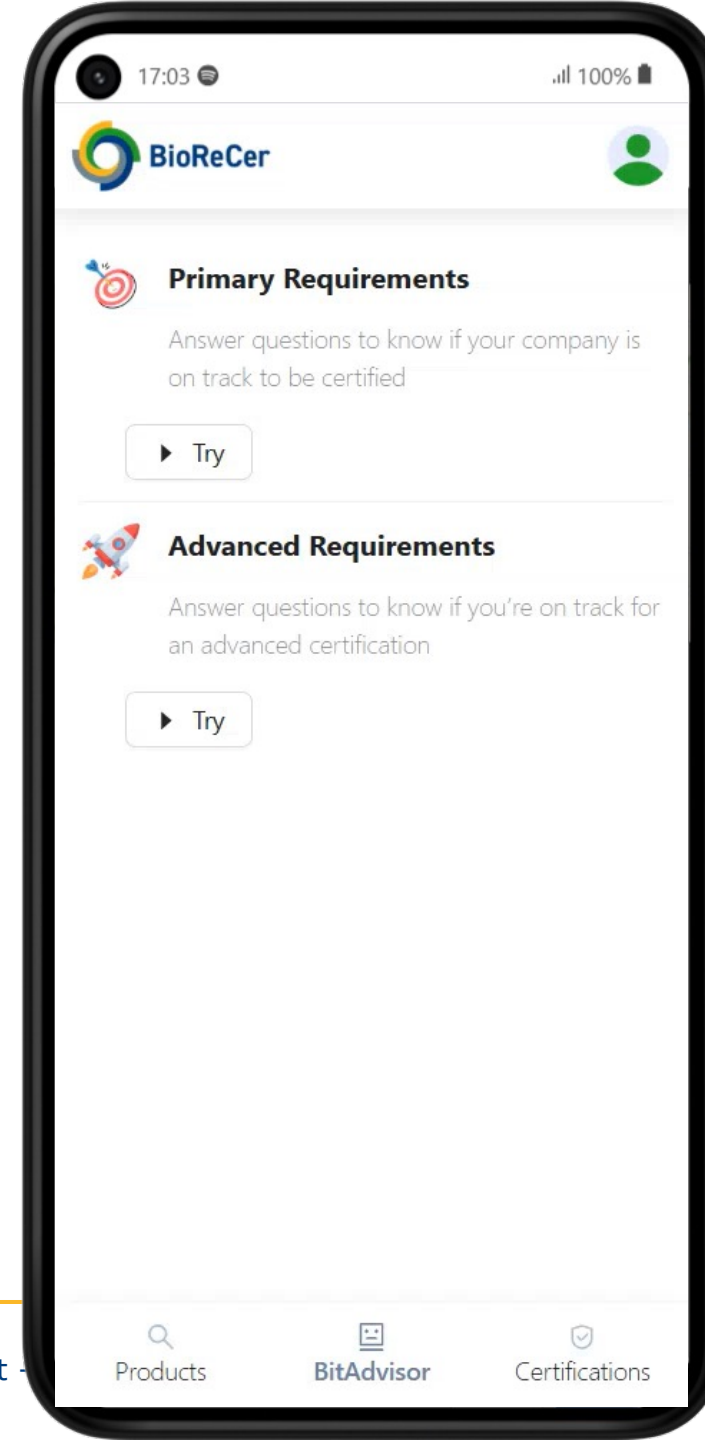 17:03 100%
BioReCer
Primary Requirements
Answer questions to know if your company is
on track to be certified
Try
Advanced Requirements
Answer questions to know if you're on track for
an advanced certification
Try
Products BitAdvisor Certifications
t -